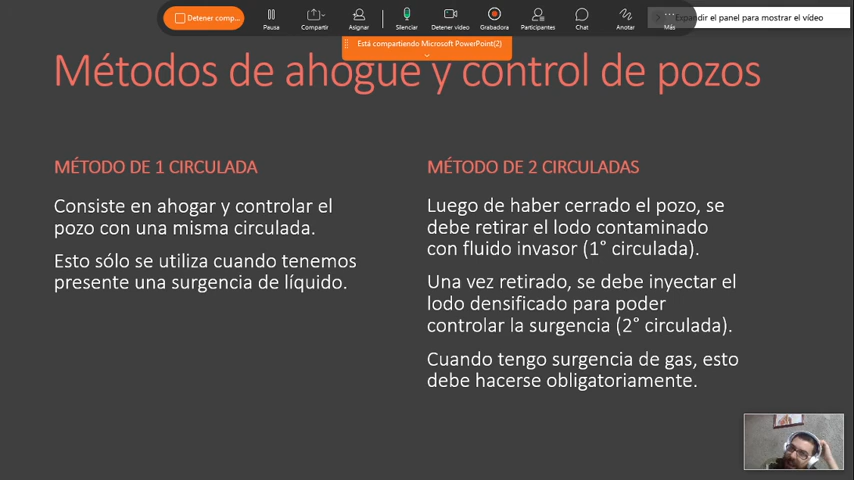 Detener comp...
Pausa
Compartir
Asignar
Silenciar
Detener video
Grabadora
Participantes
Chat
Anotar
Más
Expandir el panel para mostrar el vídeo
Está compartiendo Microsoft PowerPoint(2)
Métodos de ahogue y control de pozos
MÉTODO DE 1 CIRCULADA
Consiste en ahogar y controlar el
pozo con una misma circulada.
Esto sólo se utiliza cuando tenemos
presente una surgencia de líquido.
MÉTODO DE 2 CIRCULADAS
Luego de haber cerrado el pozo, se
debe retirar el lodo contaminado
con fluido invasor (1° circulada).
Una vez retirado, se debe inyectar el
lodo densificado para poder
controlar la surgencia (2° circulada).
Cuando tengo surgencia de gas, esto
debe hacerse obligatoriamente.